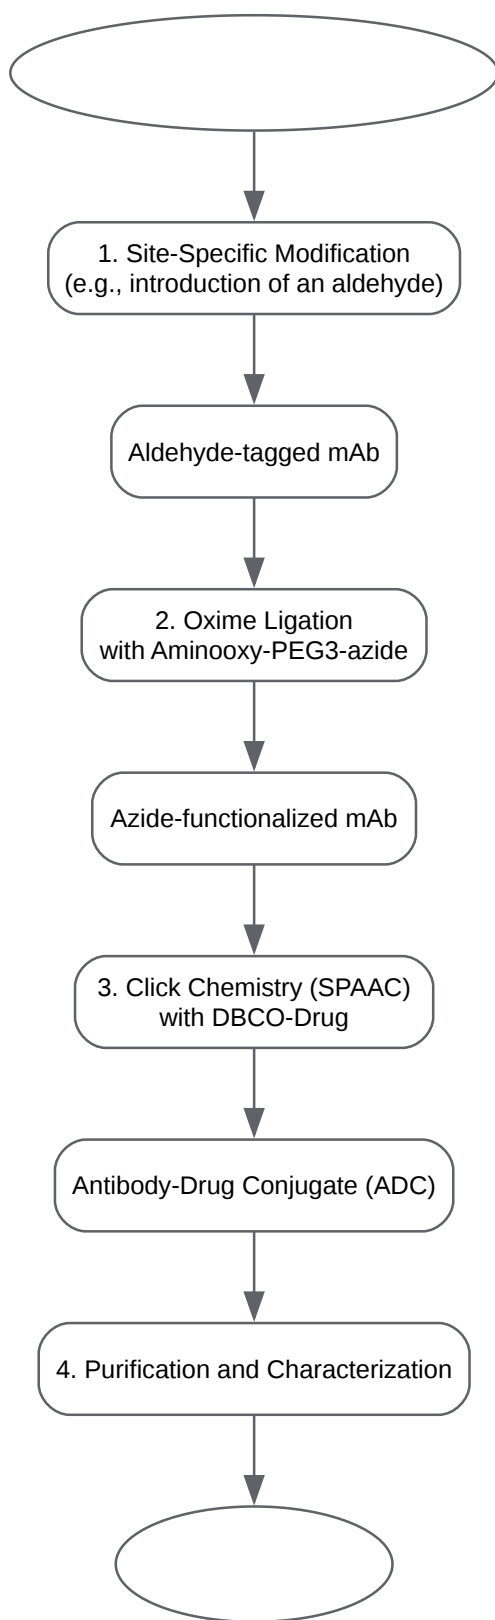 1. Site-Specific Modification
(e.g., introduction of an aldehyde)
Aldehyde-tagged mAb
2. Oxime Ligation
with Aminooxy-PEG3-azide
Azide-functionalized mAb
3. Click Chemistry (SPAAC)
with DBCO-Drug
Antibody-Drug Conjugate (ADC)
4. Purification and Characterization